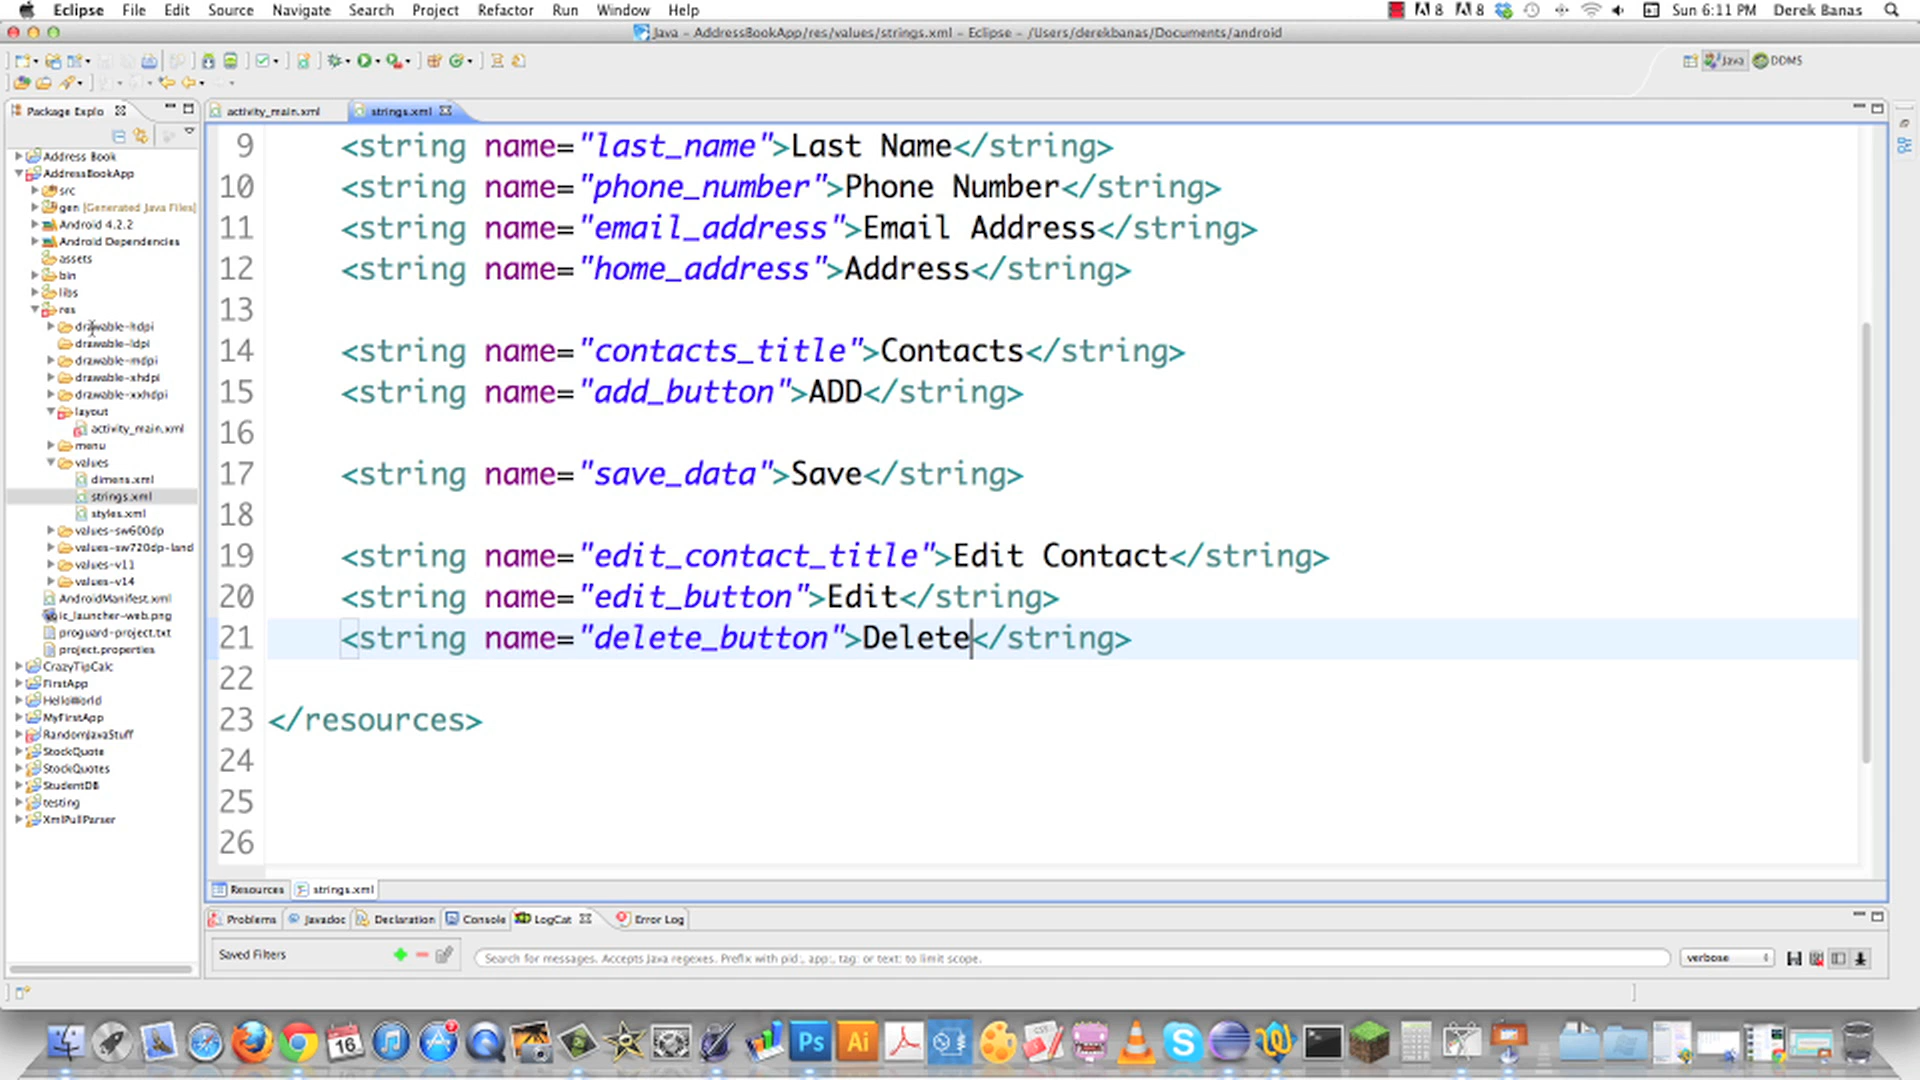 Eclipse File Edit Source Navigate Search Project Refactor Run Window Help
8 8 Sun 6:11 PM Derek Banas
Java – AddressBookApp/res/values/strings.xml – Eclipse – /Users/derekbanas/Documents/android
Java DDMS
Package Explo
activity_main.xml strings.xml
Address Book
AddressBookApp
src
gen [Generated Java Files]
Android 4.2.2
Android Dependencies
assets
bin
libs
res
drawable-hdpi
drawable-ldpi
drawable-mdpi
drawable-xhdpi
drawable-xxhdpi
layout
activity_main.xml
menu
values
dimens.xml
strings.xml
styles.xml
values-sw600dp
values-sw720dp-land
values-v11
values-v14
AndroidManifest.xml
ic_launcher-web.png
proguard-project.txt
project.properties
CrazyTipCalc
FirstApp
HelloWorld
MyFirstApp
RandomJavaStuff
StockQuote
StockQuotes
StudentDB
testing
XmlPullParser
9 <string name="last_name">Last Name</string>
10 <string name="phone_number">Phone Number</string>
11 <string name="email_address">Email Address</string>
12 <string name="home_address">Address</string>
13
14 <string name="contacts_title">Contacts</string>
15 <string name="add_button">ADD</string>
16
17 <string name="save_data">Save</string>
18
19 <string name="edit_contact_title">Edit Contact</string>
20 <string name="edit_button">Edit</string>
21 <string name="delete_button">Delete</string>
22
23 </resources>
24
25
26
Resources strings.xml
Problems Javadoc Declaration Console LogCat Error Log
Saved Filters
Search for messages. Accepts Java regexes. Prefix with pid:, app:, tag: or text: to limit scope.
verbose
16
Ps
Ai